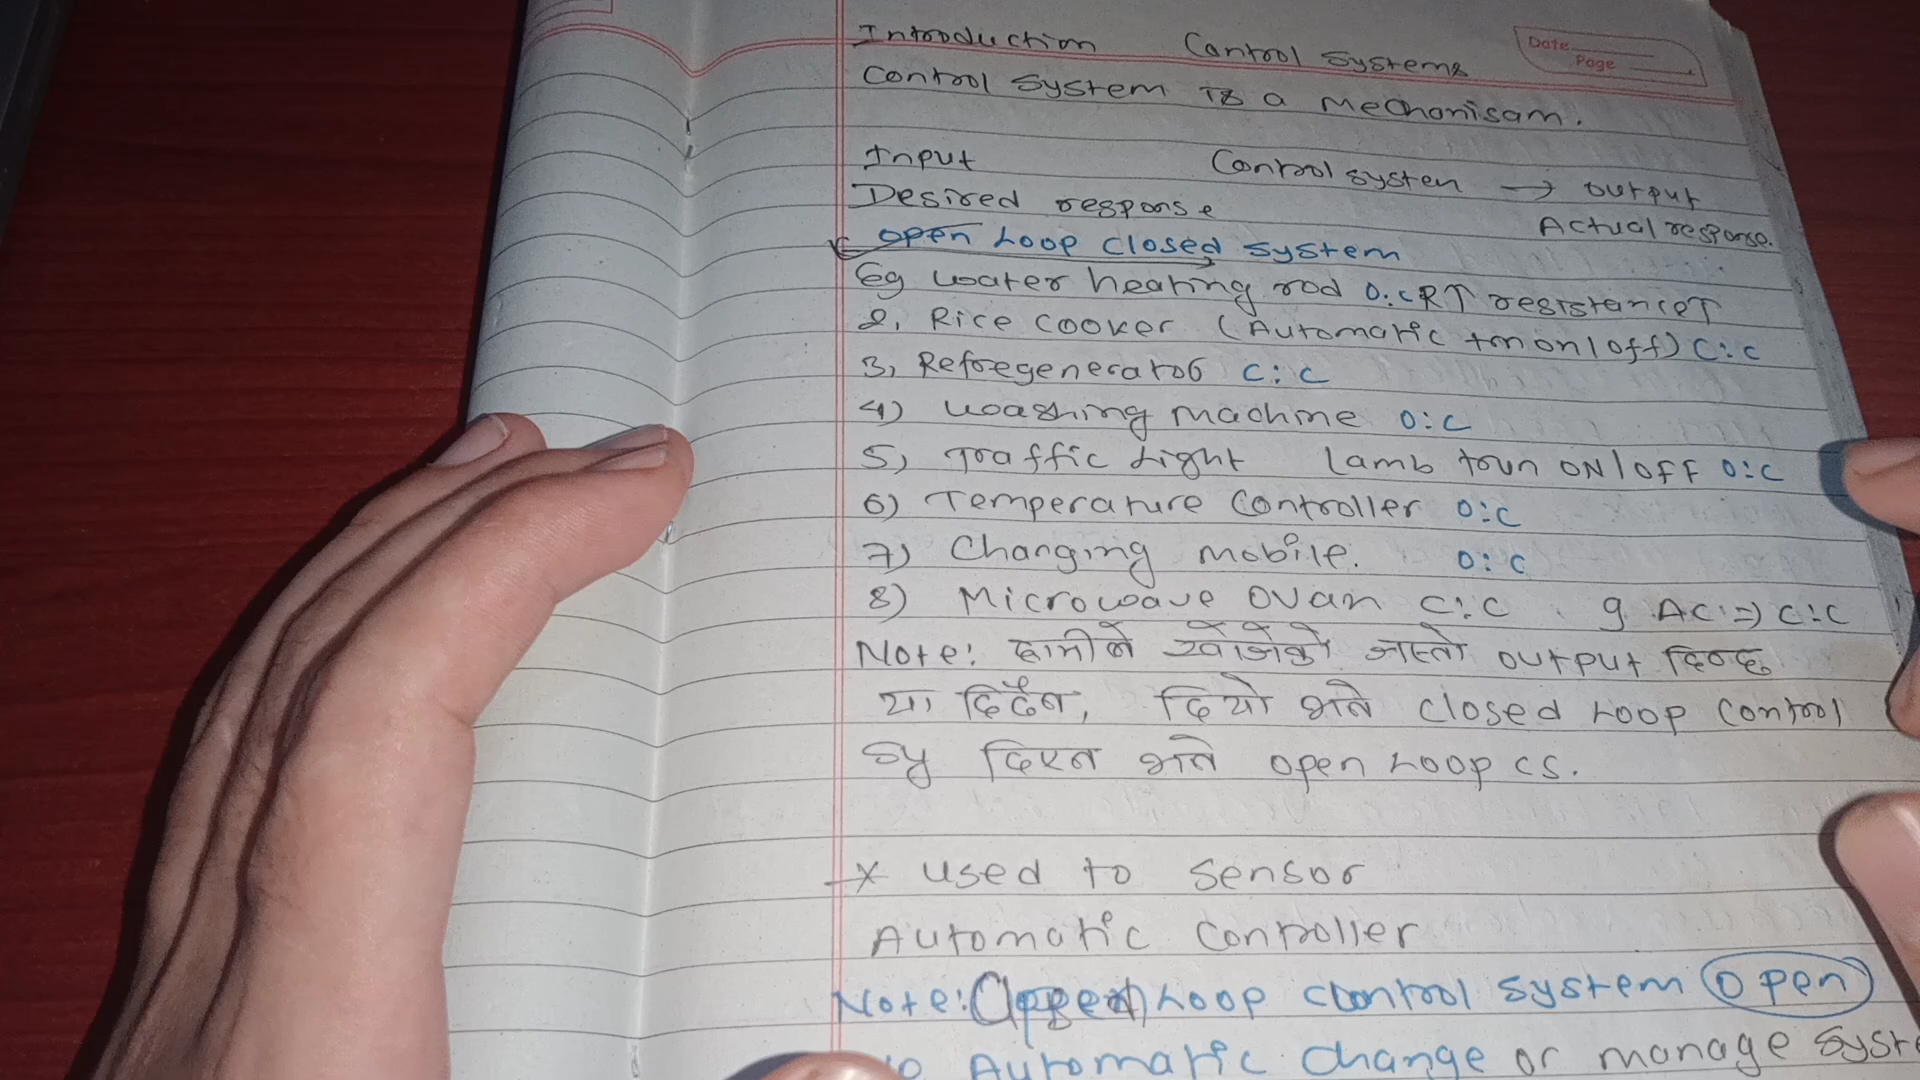 Introduction Control Systems
Date
Page
Control System is a mechanisam.
Input Control system → output
Desired response Actual response.
open Loop closed system
Eg water heating rod O:C R↑ resistance↑
2, Rice cooker (Automatic turn on/off) C:C
3, Refregenerator C:C
4) washing machine O:C
5, Traffic Light Lamb turn ON/OFF O:C
6) Temperature Controller O:C
7) Charging mobile. O:C
8) Microwave Ovan C:C 9 AC => C:C
Note: हामीले खोजेको जस्तो output दिन्छ
या दिदैन, दियो भने closed Loop Control
sy दिएन भने open Loop cs.
* used to sensor
Automatic Controller
Note: Loop control system open
Automatic change or manage syste